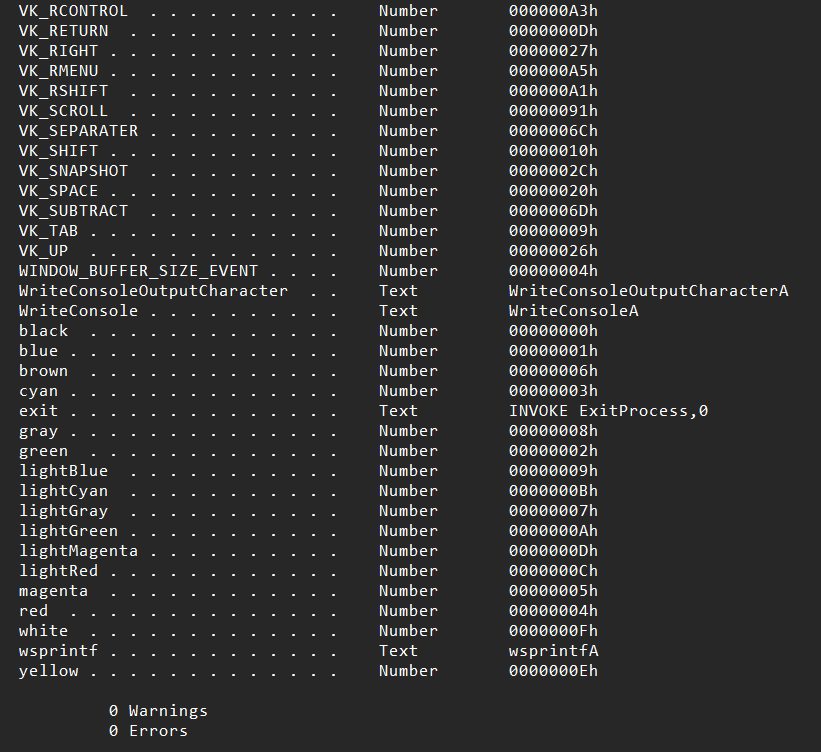 VK_RCONTROL  . . . . . . . . . .    Number       000000A3h
VK_RETURN  . . . . . . . . . . .    Number       0000000Dh
VK_RIGHT . . . . . . . . . . . .    Number       00000027h
VK_RMENU . . . . . . . . . . . .    Number       000000A5h
VK_RSHIFT  . . . . . . . . . . .    Number       000000A1h
VK_SCROLL  . . . . . . . . . . .    Number       00000091h
VK_SEPARATER . . . . . . . . . .    Number       0000006Ch
VK_SHIFT . . . . . . . . . . . .    Number       00000010h
VK_SNAPSHOT  . . . . . . . . . .    Number       0000002Ch
VK_SPACE . . . . . . . . . . . .    Number       00000020h
VK_SUBTRACT  . . . . . . . . . .    Number       0000006Dh
VK_TAB . . . . . . . . . . . . .    Number       00000009h
VK_UP  . . . . . . . . . . . . .    Number       00000026h
WINDOW_BUFFER_SIZE_EVENT . . . .    Number       00000004h
WriteConsoleOutputCharacter  . .    Text         WriteConsoleOutputCharacterA
WriteConsole . . . . . . . . . .    Text         WriteConsoleA
black  . . . . . . . . . . . . .    Number       00000000h
blue . . . . . . . . . . . . . .    Number       00000001h
brown  . . . . . . . . . . . . .    Number       00000006h
cyan . . . . . . . . . . . . . .    Number       00000003h
exit . . . . . . . . . . . . . .    Text         INVOKE ExitProcess,0
gray . . . . . . . . . . . . . .    Number       00000008h
green  . . . . . . . . . . . . .    Number       00000002h
lightBlue  . . . . . . . . . . .    Number       00000009h
lightCyan  . . . . . . . . . . .    Number       0000000Bh
lightGray  . . . . . . . . . . .    Number       00000007h
lightGreen . . . . . . . . . . .    Number       0000000Ah
lightMagenta . . . . . . . . . .    Number       0000000Dh
lightRed . . . . . . . . . . . .    Number       0000000Ch
magenta  . . . . . . . . . . . .    Number       00000005h
red  . . . . . . . . . . . . . .    Number       00000004h
white  . . . . . . . . . . . . .    Number       0000000Fh
wsprintf . . . . . . . . . . . .    Text         wsprintfA
yellow . . . . . . . . . . . . .    Number       0000000Eh
0 Warnings
0 Errors